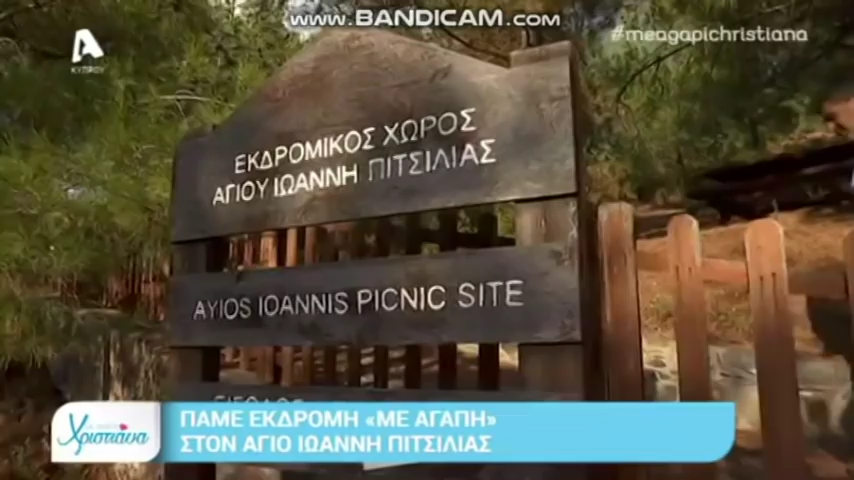 www.BANDICAM.com
#meagapichristiana
ΚΥΠΡΟΥ
ΕΚΔΡΟΜΙΚΟΣ ΧΩΡΟΣ
ΑΓΙΟΥ ΙΩΑΝΝΗ ΠΙΤΣΙΛΙΑΣ
AYIOS IOANNIS PICNIC SITE
ΠΑΜΕ ΕΚΔΡΟΜΗ «ΜΕ ΑΓΑΠΗ»
ΣΤΟΝ ΑΓΙΟ ΙΩΑΝΝΗ ΠΙΤΣΙΛΙΑΣ
Χριστιάνα